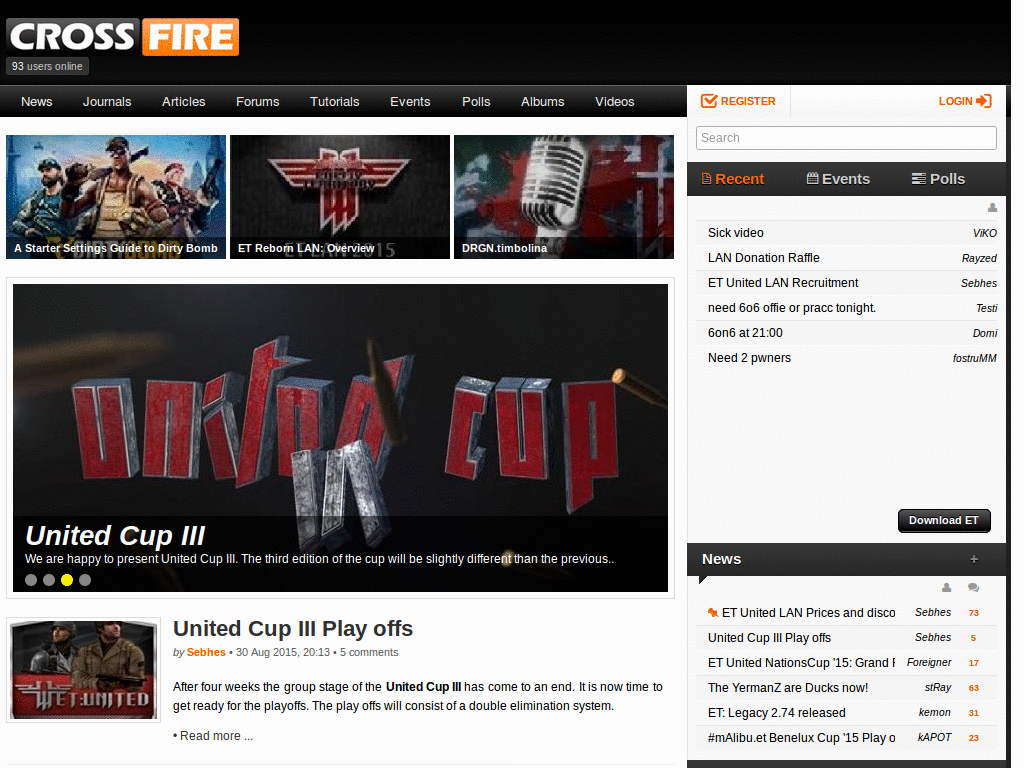 CROSS FIRE
93 users online
News Journals Articles Forums Tutorials Events Polls Albums Videos
REGISTER LOGIN
Search
A Starter Settings Guide to Dirty Bomb
ET Reborn LAN: Overview
DRGN.timbolina
Recent Events Polls
Sick video ViKO
LAN Donation Raffle Rayzed
ET United LAN Recruitment Sebhes
need 6o6 offie or pracc tonight. Testi
6on6 at 21:00 Domi
Need 2 pwners fostruMM
Download ET
united cup
III
United Cup III
We are happy to present United Cup III. The third edition of the cup will be slightly different than the previous..
News +
ET United LAN Prices and disco Sebhes 73
United Cup III Play offs Sebhes 5
ET United NationsCup '15: Grand F Foreigner 17
The YermanZ are Ducks now! stRay 63
ET: Legacy 2.74 released kemon 31
#mAlibu.et Benelux Cup '15 Play o kAPOT 23
ET:UNITED
United Cup III Play offs
by Sebhes • 30 Aug 2015, 20:13 • 5 comments
After four weeks the group stage of the United Cup III has come to an end. It is now time to
get ready for the playoffs. The play offs will consist of a double elimination system.
• Read more ...